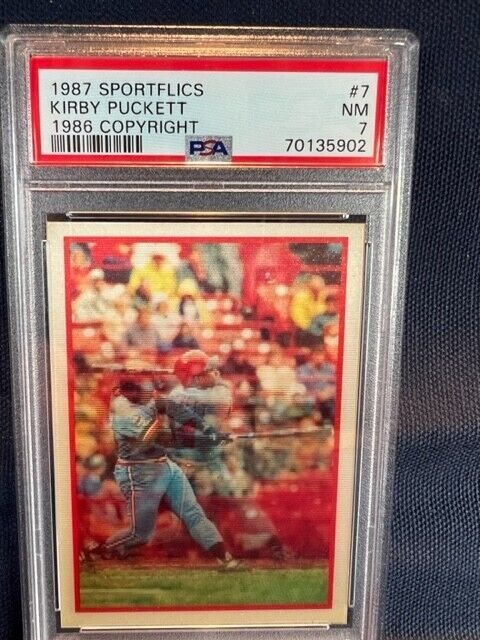 1987 SPORTFLICS #7
KIRBY PUCKETT NM
1986 COPYRIGHT 7
PSA 70135902